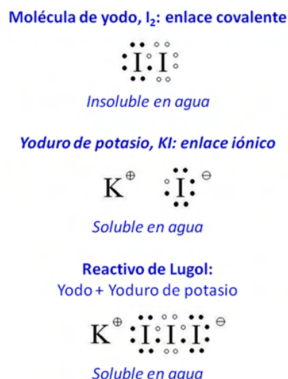 Molécula de yodo, I₂: enlace covalente
I I
Insoluble en agua
Yoduro de potasio, KI: enlace iónico
K⊕ I⊖
Soluble en agua
Reactivo de Lugol:
Yodo + Yoduro de potasio
K⊕ I I I ⊖
Soluble en agua